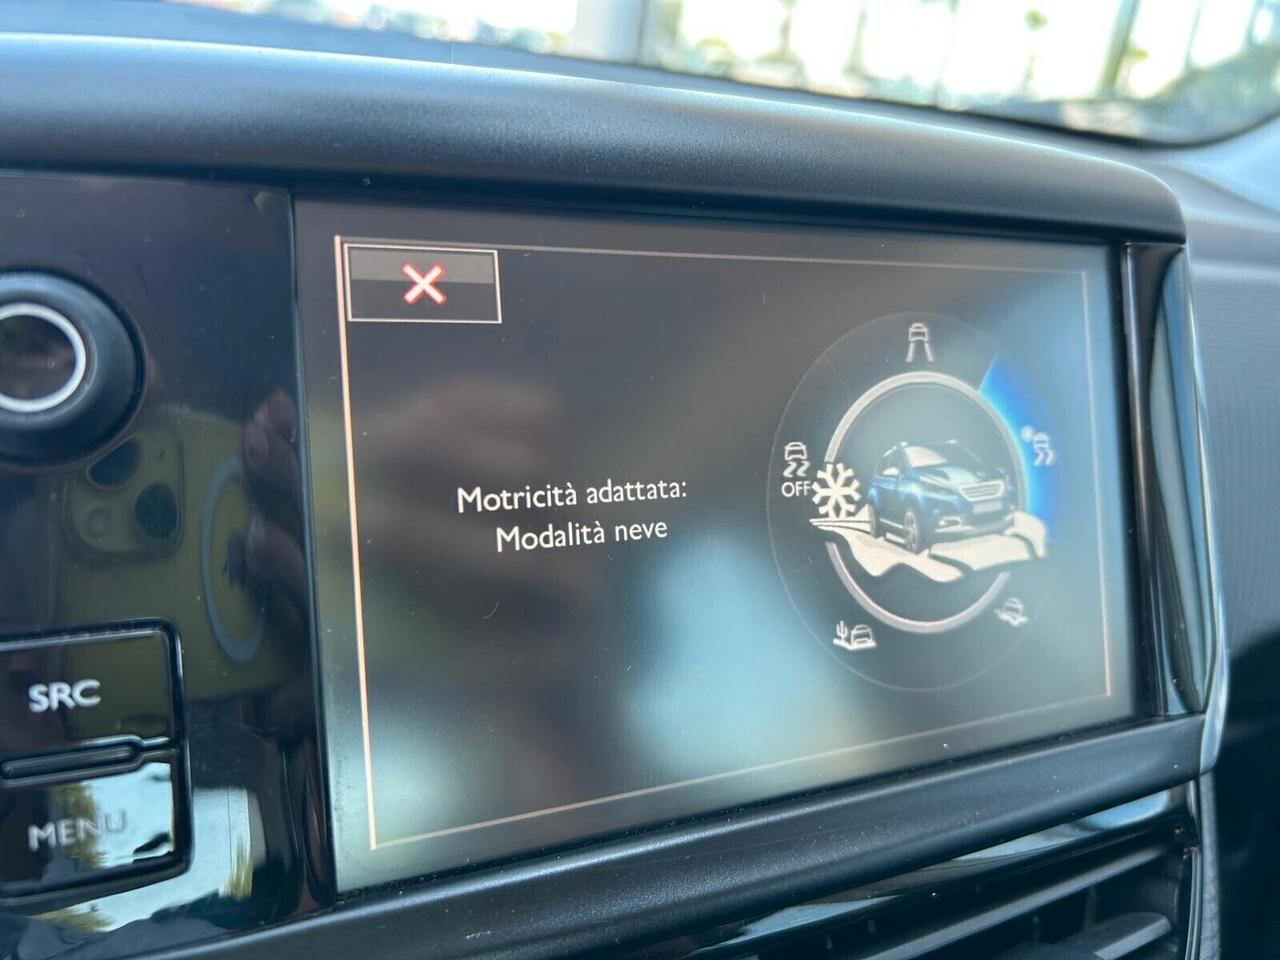 Motricità adattata:
Modalità neve
OFF
SRC
MENU